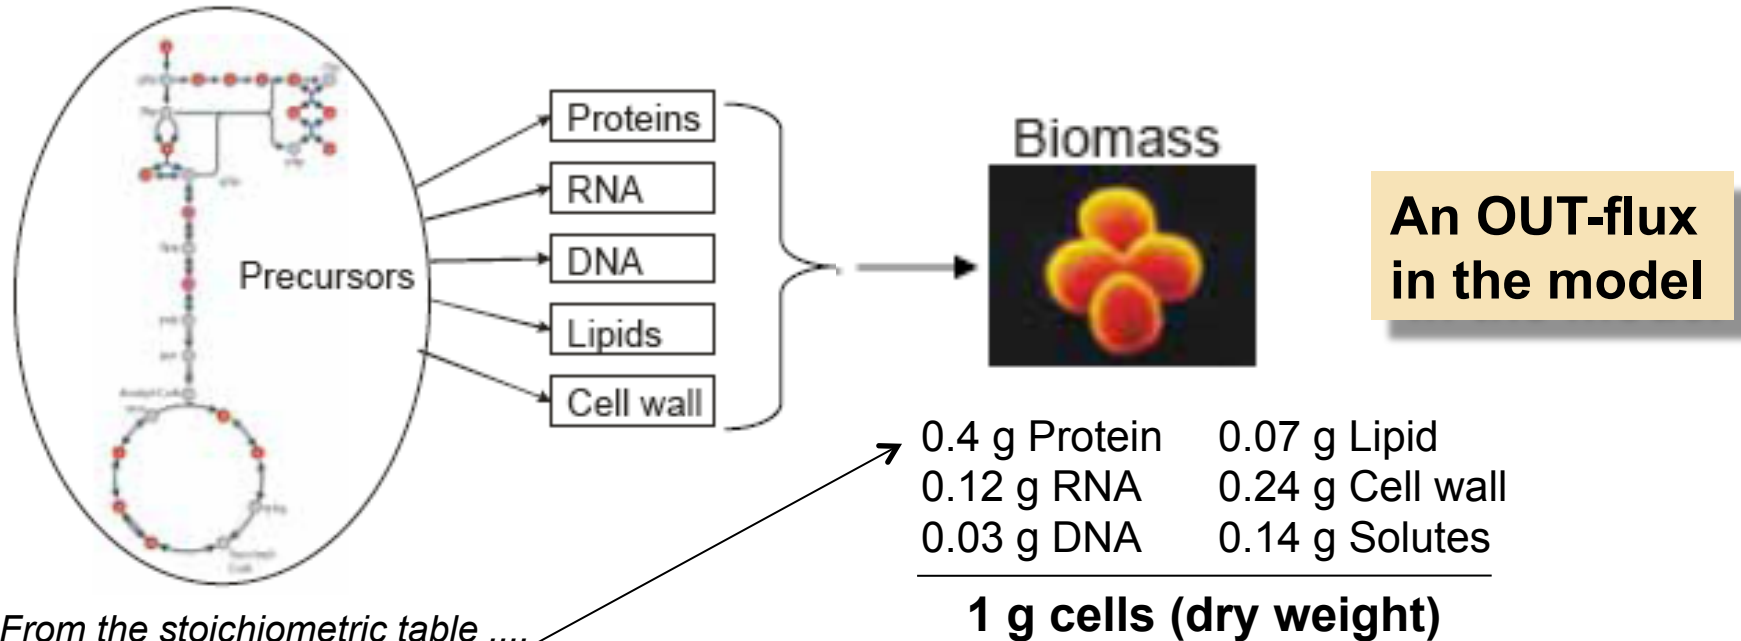 Precursors
Proteins
RNA
DNA
Lipids
Cell wall
Biomass
An OUT-flux
in the model
0.4 g Protein 0.07 g Lipid
0.12 g RNA 0.24 g Cell wall
0.03 g DNA 0.14 g Solutes
1 g cells (dry weight)
From the stoichiometric table ....